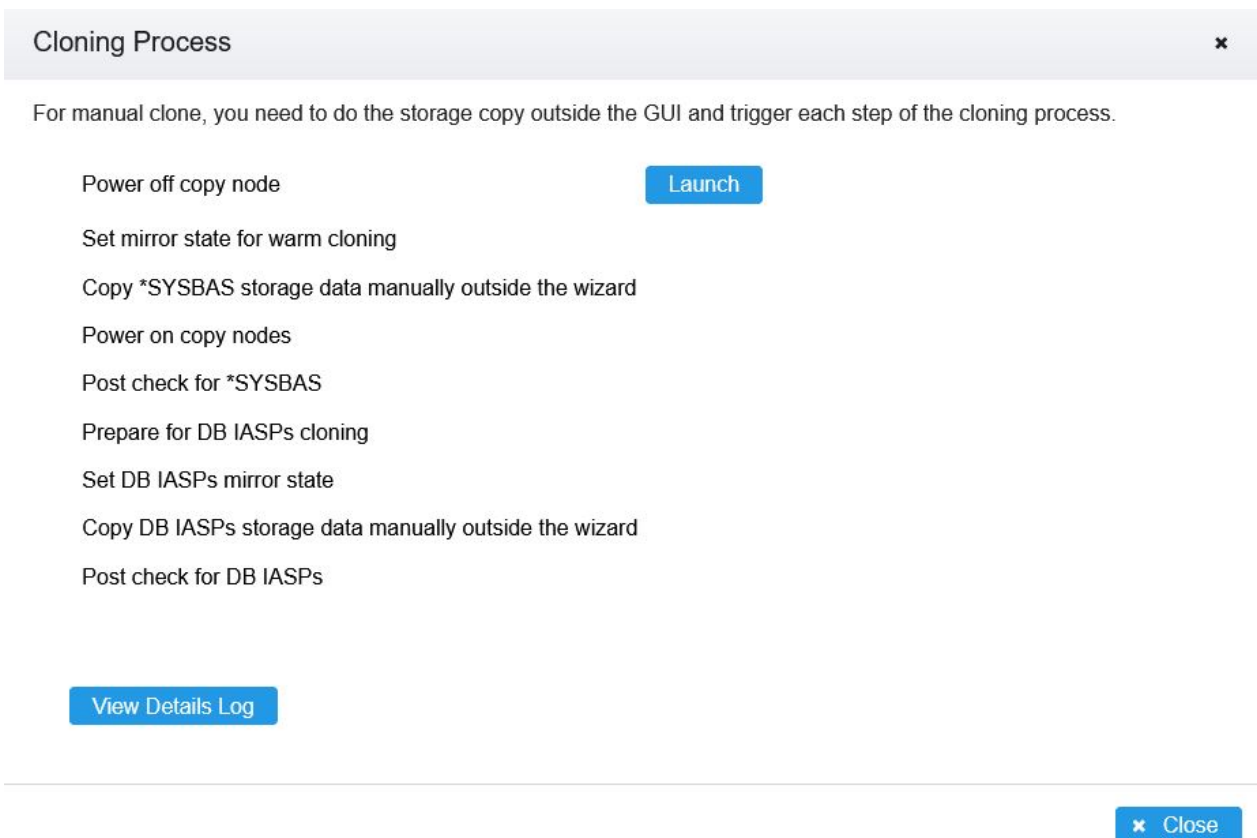 Cloning Process
For manual clone, you need to do the storage copy outside the GUI and trigger each step of the cloning process.
Power off copy node
Launch
Set mirror state for warm cloning
Copy *SYSBAS storage data manually outside the wizard
Power on copy nodes
Post check for *SYSBAS
Prepare for DB IASPs cloning
Set DB IASPs mirror state
Copy DB IASPs storage data manually outside the wizard
Post check for DB IASPs
View Details Log
Close